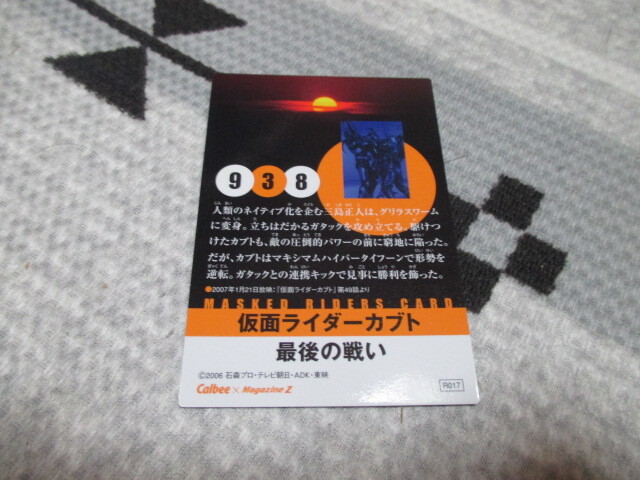 938
人類のネイティブ化を企む三島正人は、グリラスワーム
に変身。立ちはだかるガタックを攻め立てる。駆けつ
けたカブトも、敵の圧倒的パワーの前に窮地に陥った。
だが、カブトはマキシマムハイパータイフーンで形勢を
逆転。ガタックとの連携キックで見事に勝利を飾った。
●2007年1月21日放映:『仮面ライダーカブト』第49話より
MASKED RIDERS CARD
仮面ライダーカブト
最後の戦い
©2006 石森プロ・テレビ朝日・ADK・東映
Calbee × Magazine Z
R017